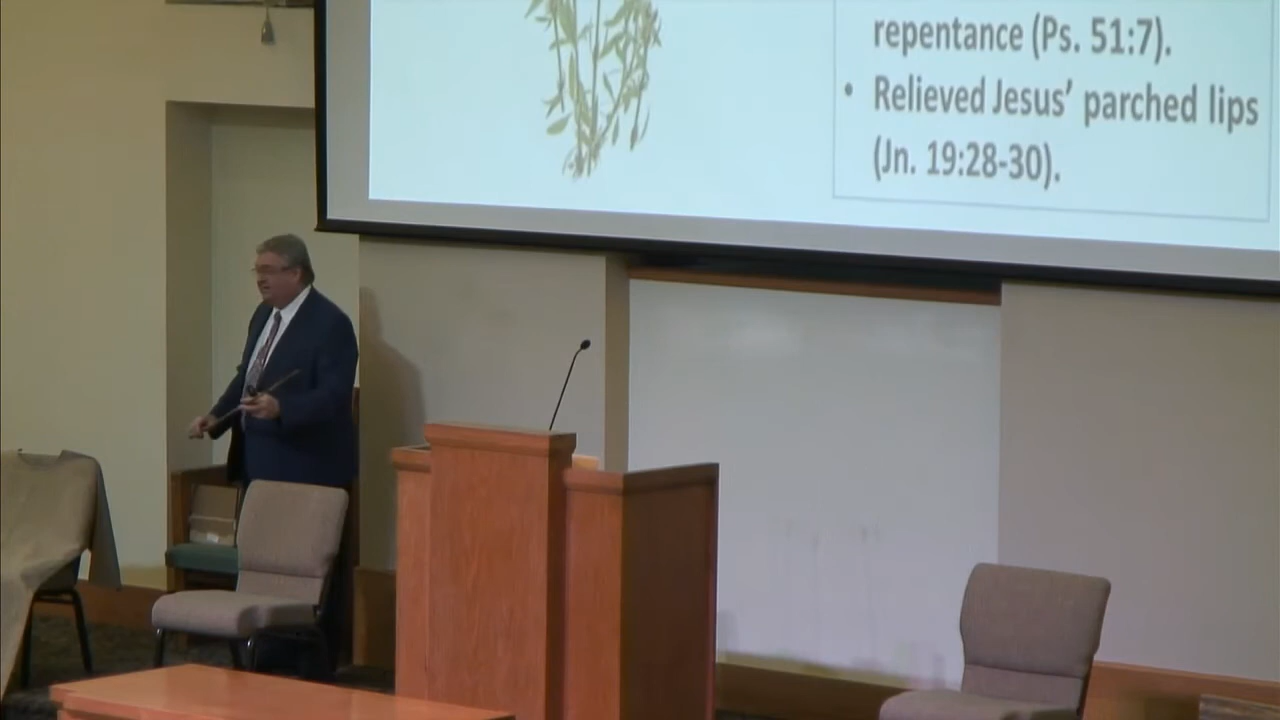 repentance (Ps. 51:7).
• Relieved Jesus’ parched lips
(Jn. 19:28-30).